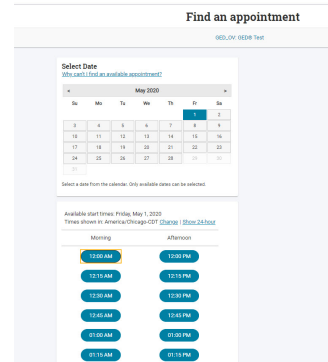 Find an appointment
GED_OV: GED® Test
Select Date
Why can't I find an available appointment?
« May 2020 »
Su Mo Tu We Th Fr Sa
1 2
3 4 5 6 7 8 9
10 11 12 13 14 15 16
17 18 19 20 21 22 23
24 25 26 27 28 29 30
31
Select a date from the calendar. Only available dates can be selected.
Available start times: Friday, May 1, 2020
Times shown in: America/Chicago-CDT Change | Show 24-hour
Morning Afternoon
12:00 AM 12:00 PM
12:15 AM 12:15 PM
12:30 AM 12:30 PM
12:45 AM 12:45 PM
01:00 AM 01:00 PM
01:15 AM 01:15 PM